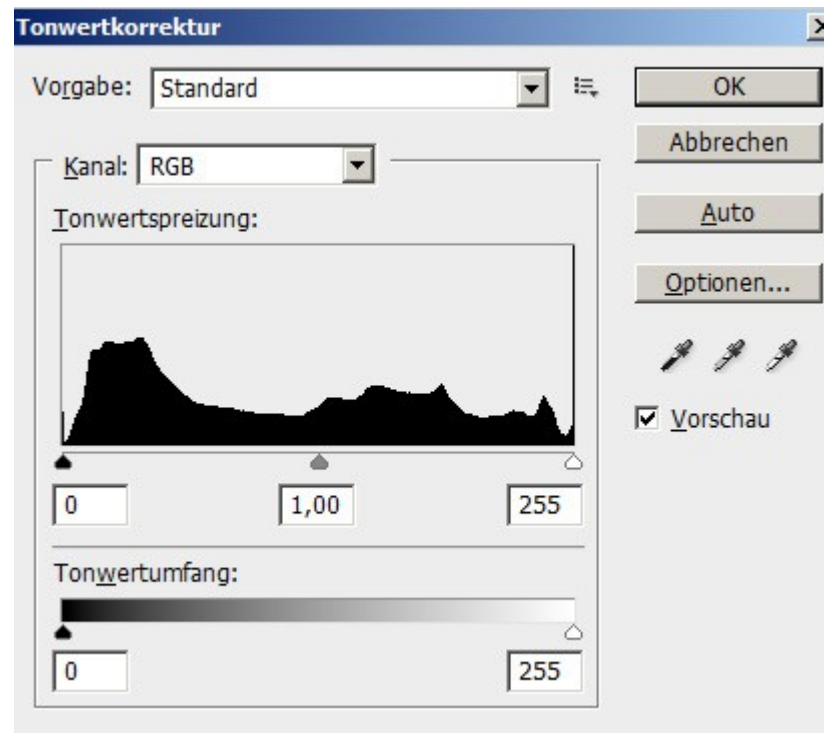 Tonwertkorrektur
Vorgabe: Standard
OK
Abbrechen
Kanal: RGB
Auto
Tonwertspreizung:
Optionen...
Vorschau
0 1,00 255
Tonwertumfang:
0 255